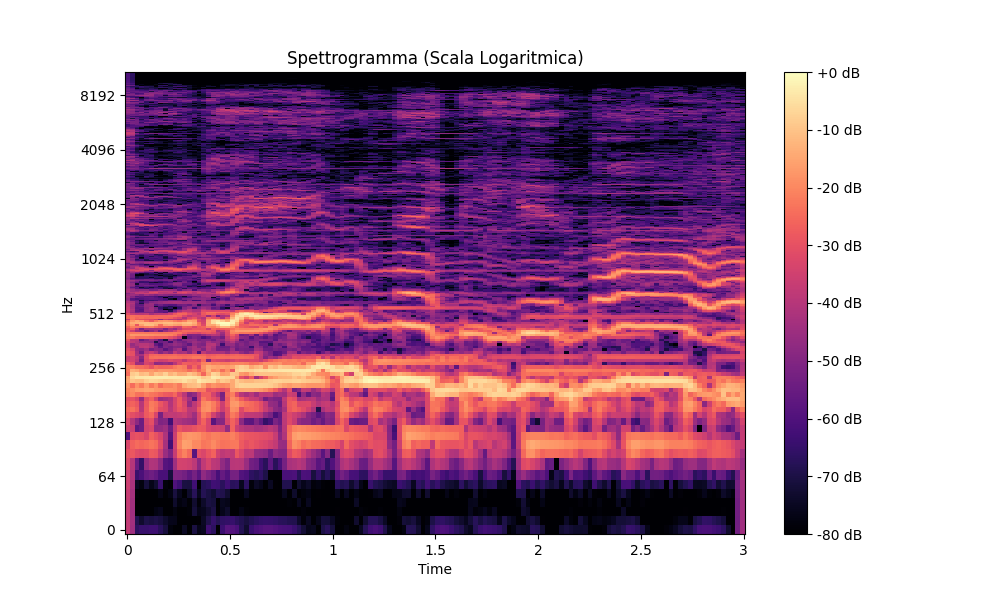 Spettrogramma (Scala Logaritmica)
Hz
8192
4096
2048
1024
512
256
128
64
0
0
0.5
1
1.5
2
2.5
3
Time
+0 dB
-10 dB
-20 dB
-30 dB
-40 dB
-50 dB
-60 dB
-70 dB
-80 dB